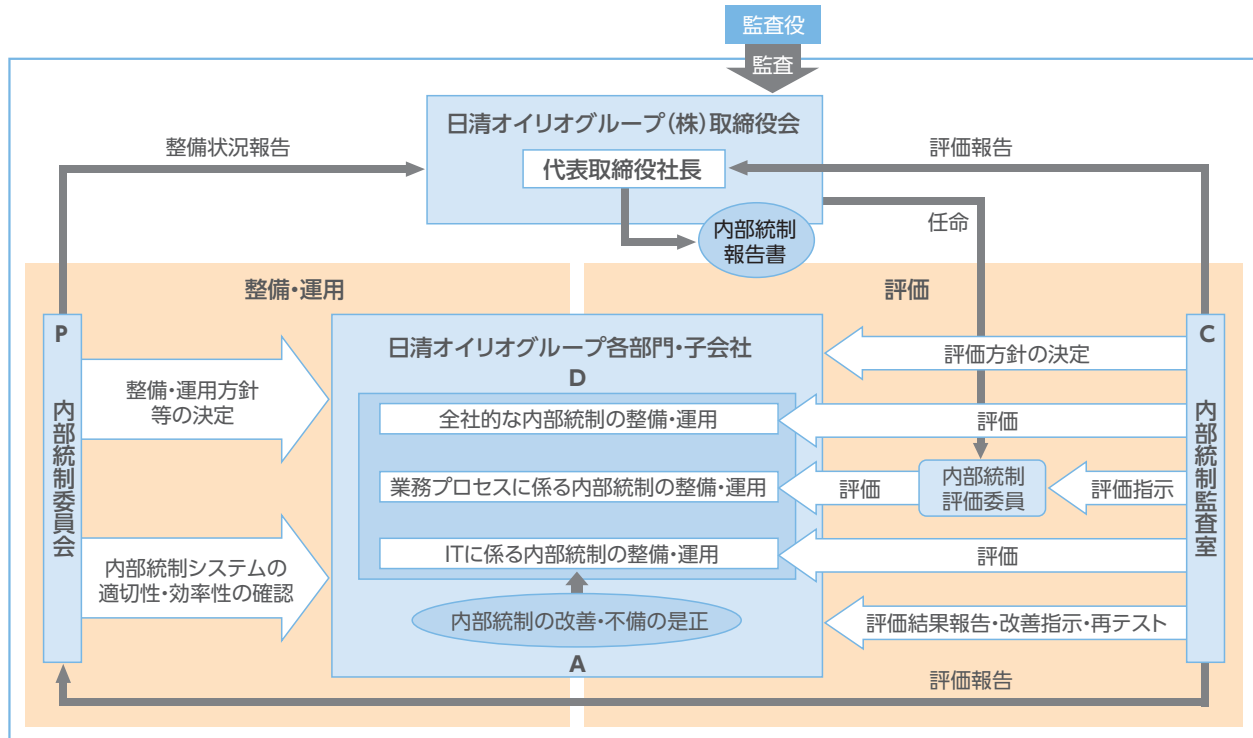 監査役
監査
日清オイリオグループ(株)取締役会
代表取締役社長
整備状況報告
評価報告
任命
内部統制
報告書
整備・運用
評価
P
内部統制委員会
整備・運用方針
等の決定
内部統制システムの
適切性・効率性の確認
日清オイリオグループ各部門・子会社
D
全社的な内部統制の整備・運用
業務プロセスに係る内部統制の整備・運用
ITに係る内部統制の整備・運用
内部統制の改善・不備の是正
A
評価方針の決定
評価
評価
内部統制
評価委員
評価指示
評価
評価結果報告・改善指示・再テスト
C
内部統制監査室
評価報告